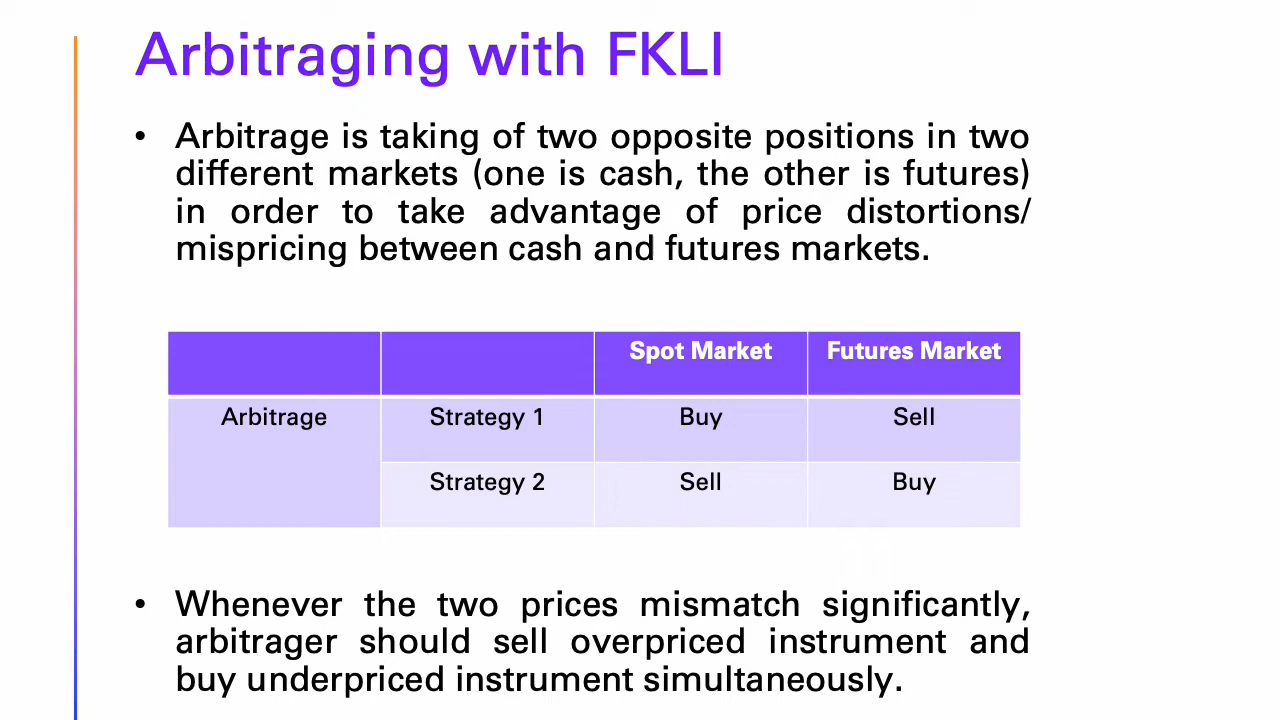 Arbitraging with FKLI
• Arbitrage is taking of two opposite positions in two
different markets (one is cash, the other is futures)
in order to take advantage of price distortions/
mispricing between cash and futures markets.
Spot Market Futures Market
Arbitrage Strategy 1 Buy Sell
Strategy 2 Sell Buy
• Whenever the two prices mismatch significantly,
arbitrager should sell overpriced instrument and
buy underpriced instrument simultaneously.